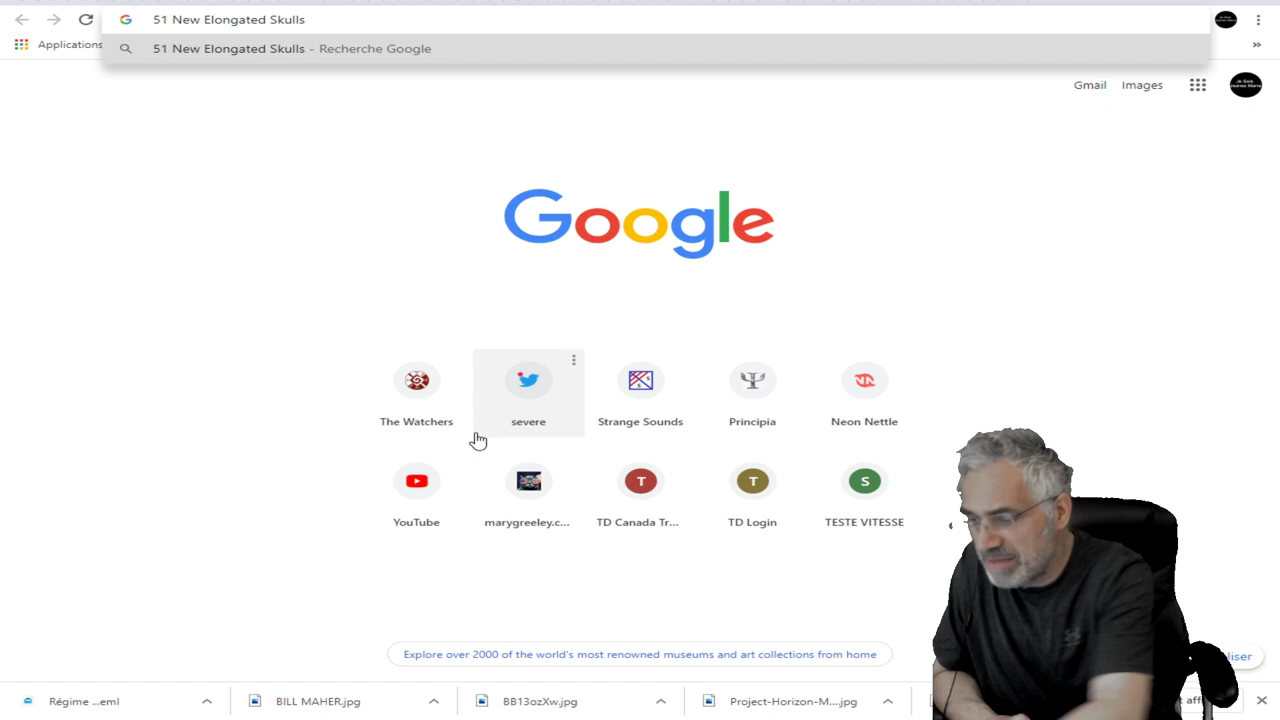 51 New Elongated Skulls
51 New Elongated Skulls - Recherche Google
Applications
»
Gmail Images
Google
The Watchers severe Strange Sounds Principia Neon Nettle
T T S
YouTube marygreeley.c... TD Canada Tr... TD Login TESTE VITESSE
Explore over 2000 of the world's most renowned museums and art collections from home
Régime ...eml BILL MAHER.jpg BB13ozXw.jpg Project-Horizon-M....jpg